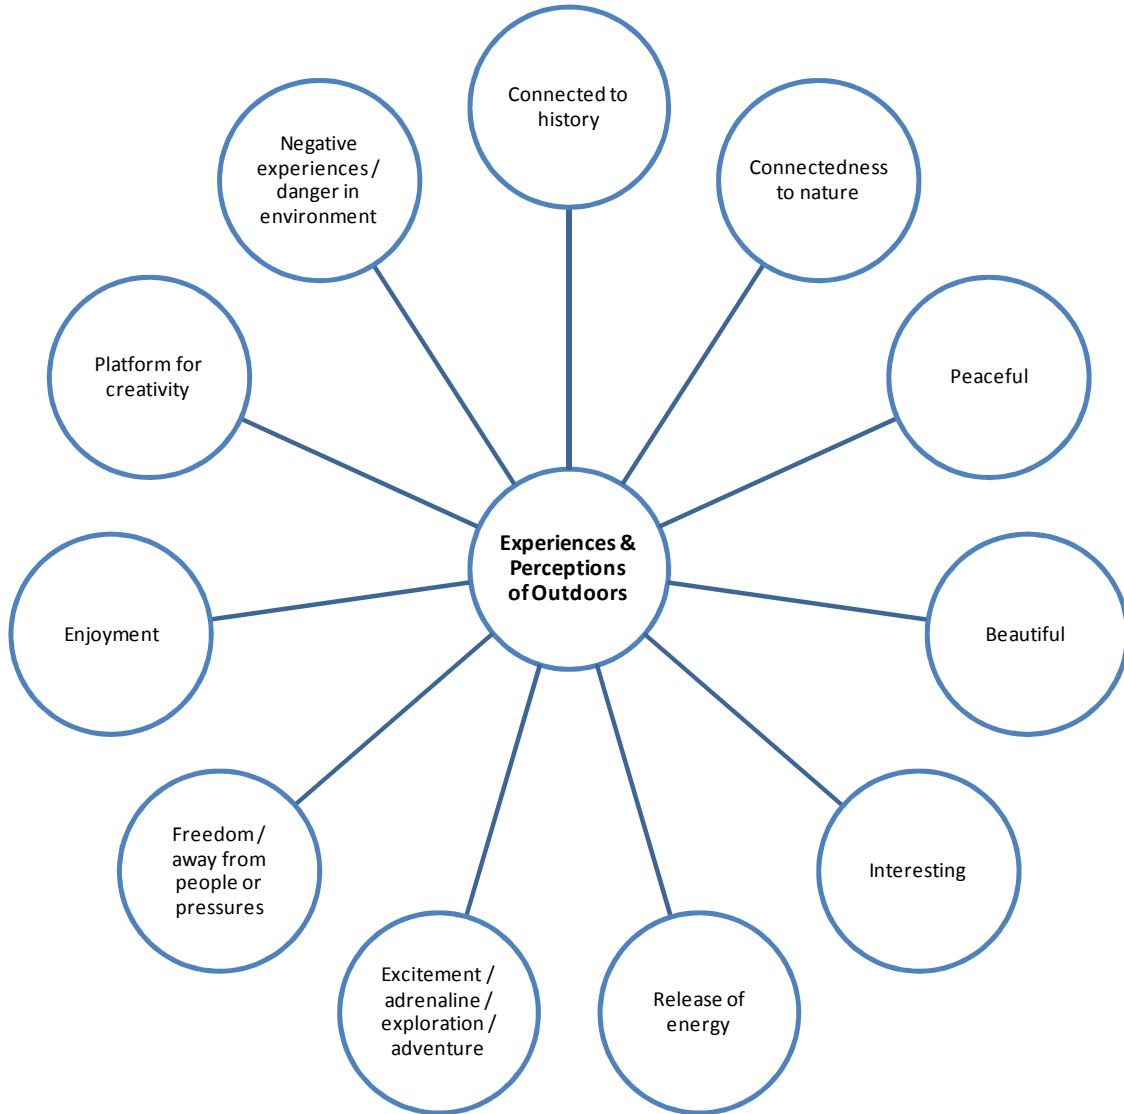 Connected to
history
Connectedness
to nature
Peaceful
Beautiful
Interesting
Release of
energy
Excitement /
adrenaline /
exploration /
adventure
Freedom /
away from
people or
pressures
Enjoyment
Platform for
creativity
Negative
experiences /
danger in
environment
Experiences &
Perceptions
of Outdoors